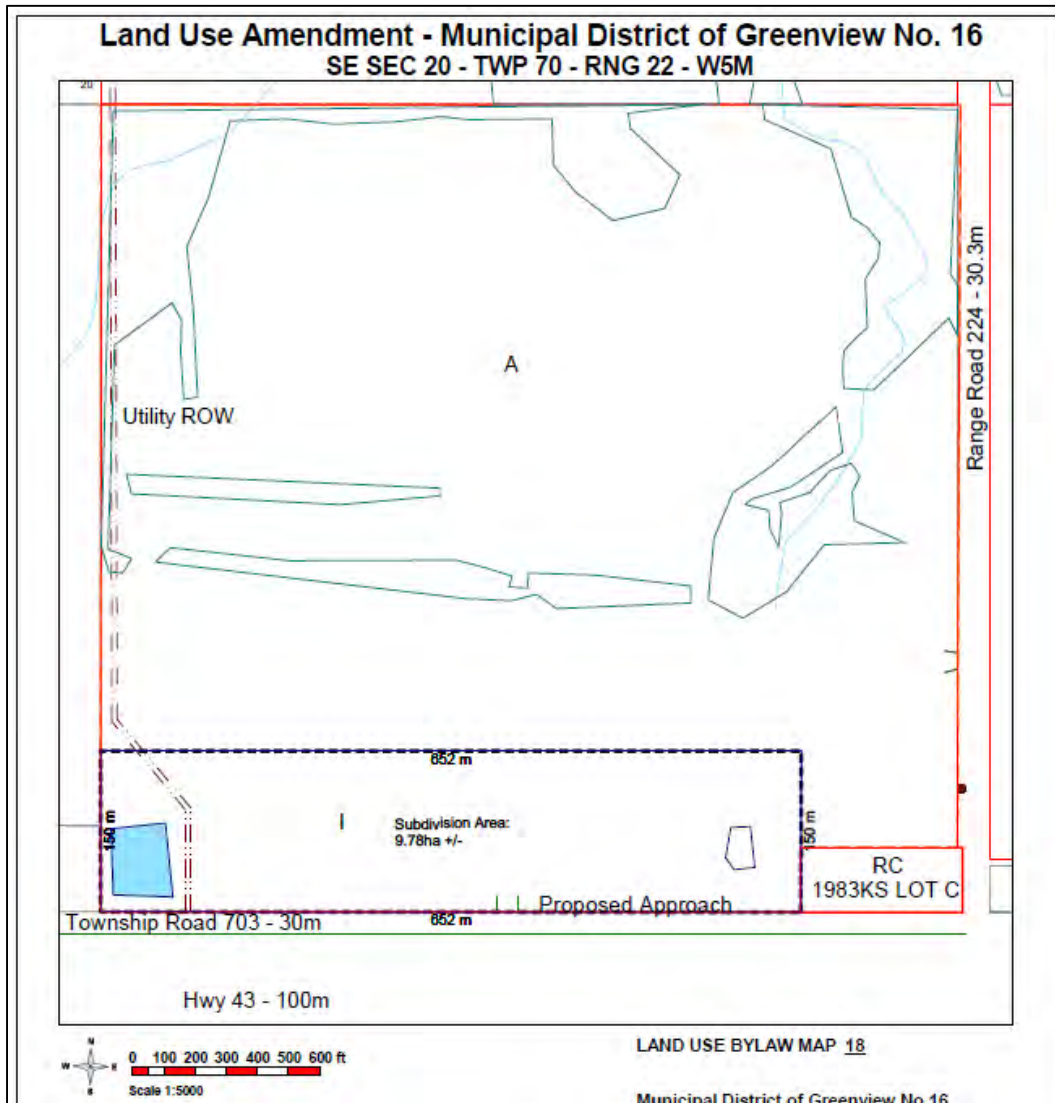 Land Use Amendment - Municipal District of Greenview No. 16
SE SEC 20 - TWP 70 - RNG 22 - W5M
20
A
Range Road 224 - 30.3m
Utility ROW
652 m
150 m
I
Subdivision Area:
9.78ha +/-
150 m
RC
1983KS LOT C
Proposed Approach
Township Road 703 - 30m
652 m
Hwy 43 - 100m
N
W E
S
0 100 200 300 400 500 600 ft
Scale 1:5000
LAND USE BYLAW MAP 18
Municipal District of Greenview No 16